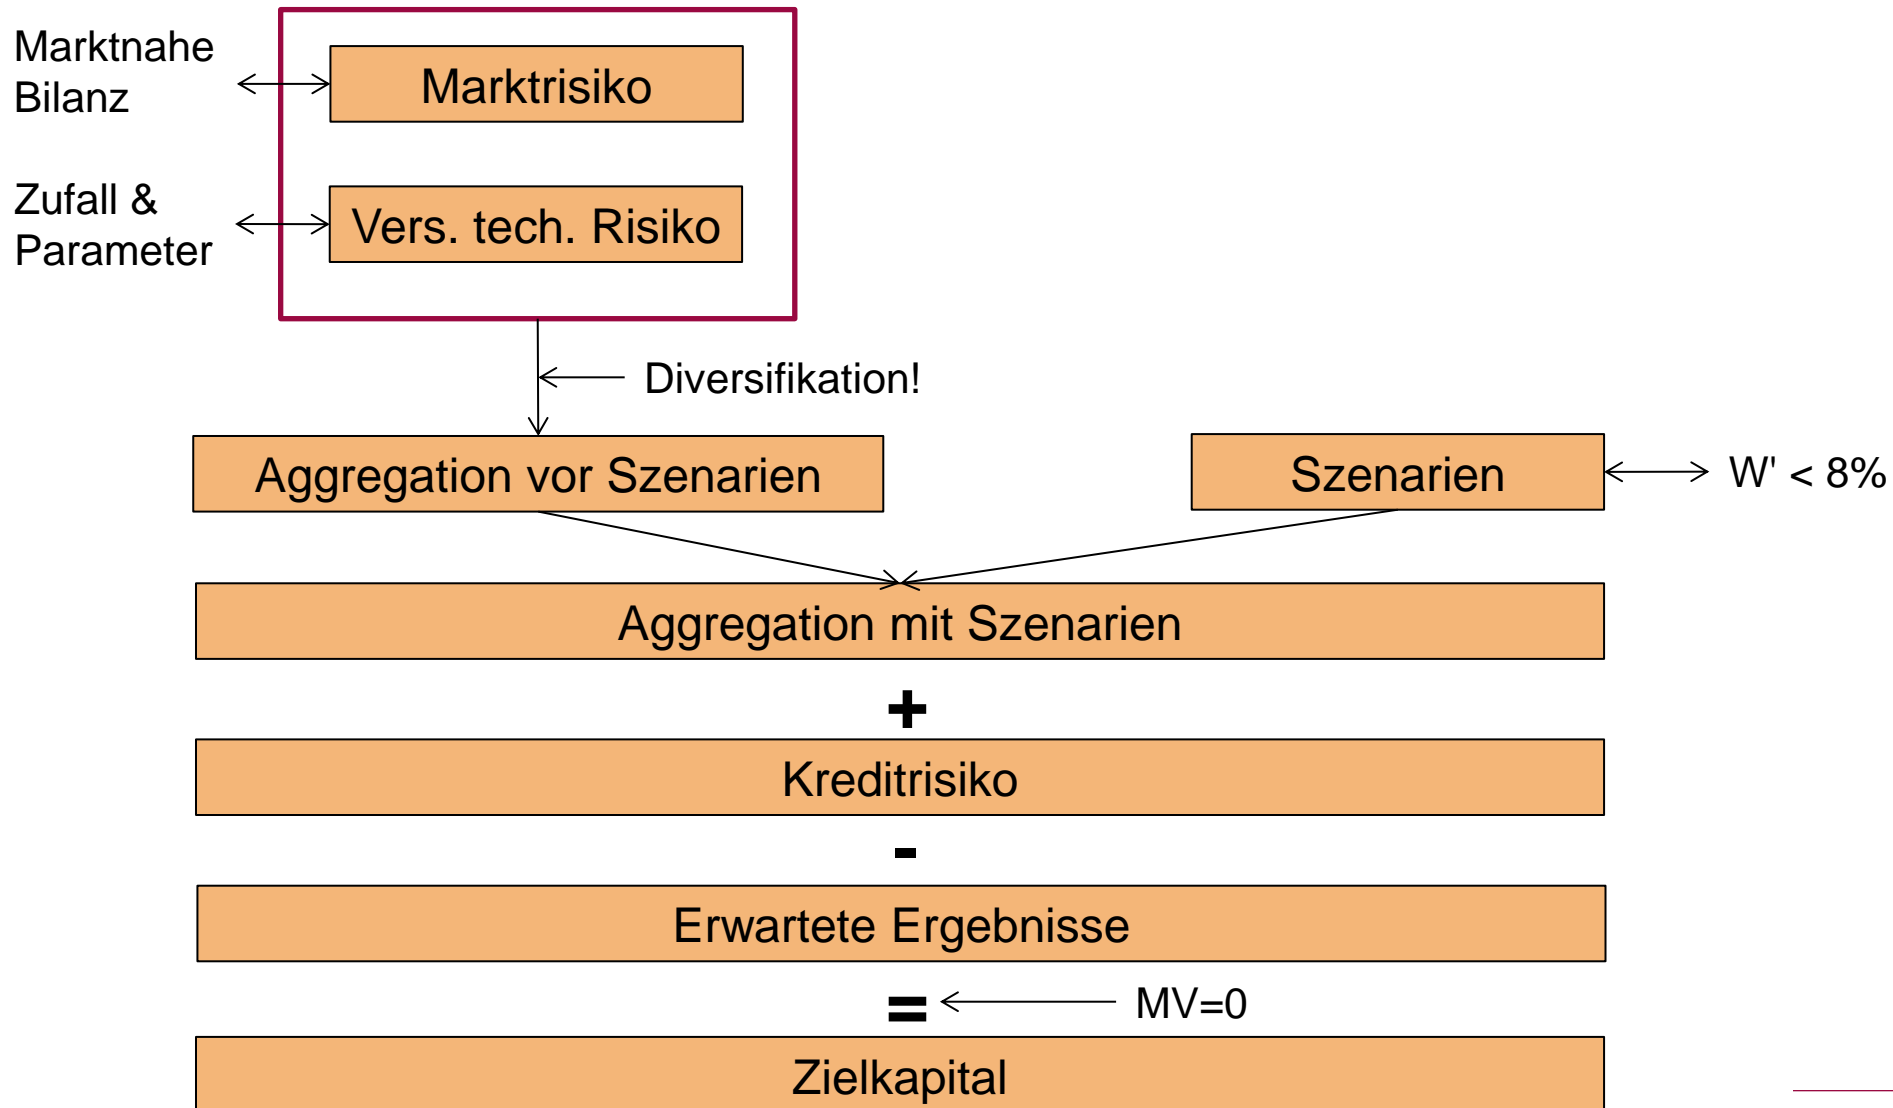 Marktnahe
Bilanz
Marktrisiko
Zufall &
Parameter
Vers. tech. Risiko
Diversifikation!
Aggregation vor Szenarien
Szenarien
W' < 8%
Aggregation mit Szenarien
+
Kreditrisiko
-
Erwartete Ergebnisse
=
MV=0
Zielkapital